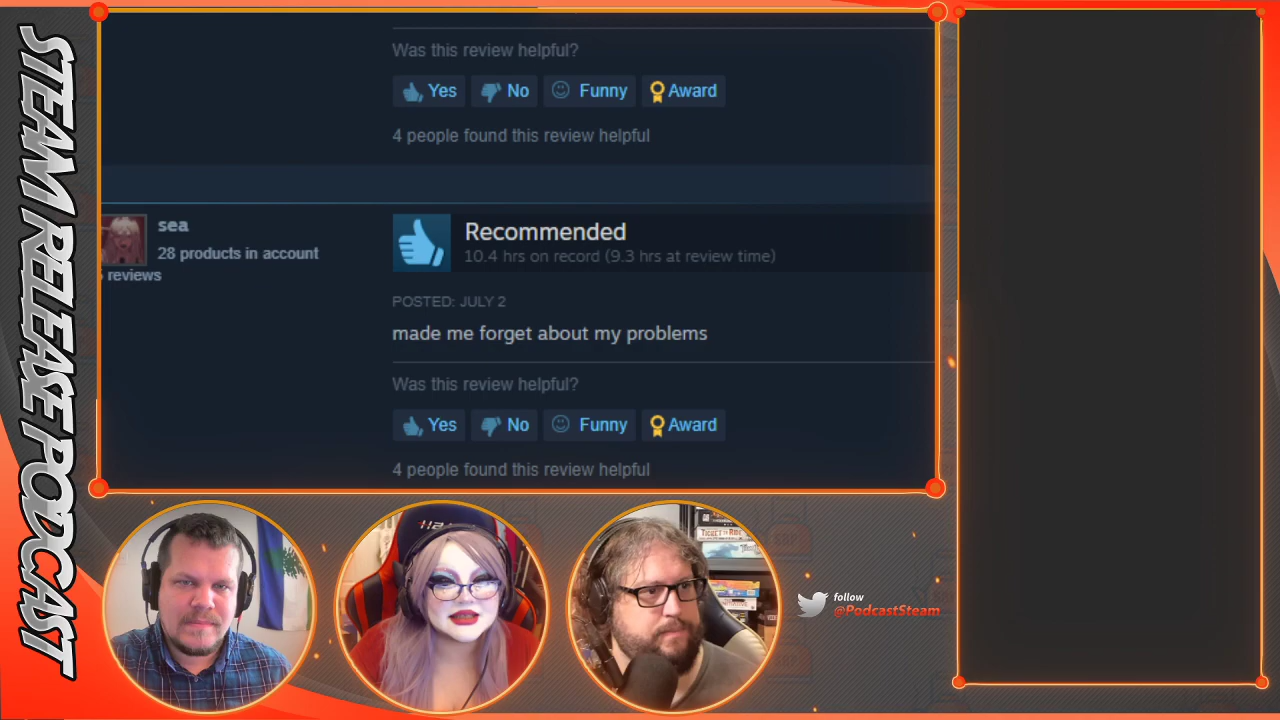 STEAM RELEASE PODCAST
Was this review helpful?
Yes No Funny Award
4 people found this review helpful
sea
28 products in account
reviews
Recommended
10.4 hrs on record (9.3 hrs at review time)
POSTED: JULY 2
made me forget about my problems
Was this review helpful?
Yes No Funny Award
4 people found this review helpful
TICKET TO RIDE
follow
@PodcastSteam